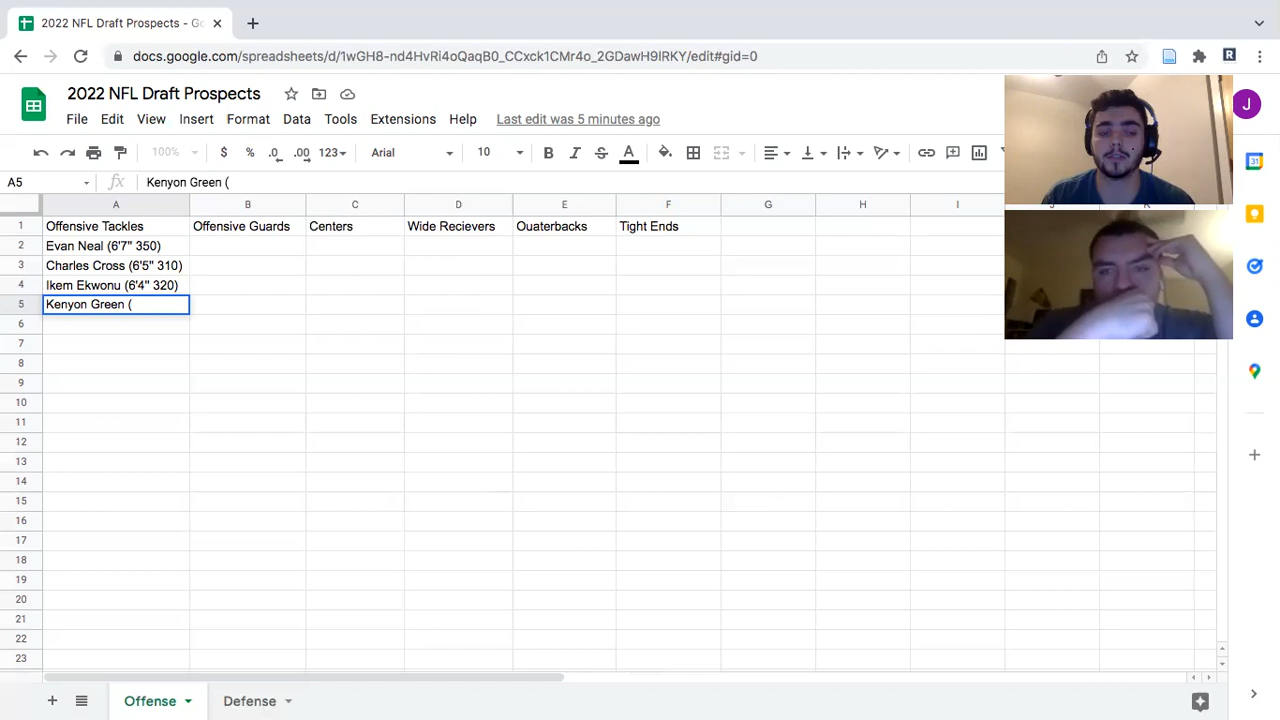 2022 NFL Draft Prospects - Go
docs.google.com/spreadsheets/d/1wGH8-nd4HvRi4oQaqB0_CCxck1CMr4o_2GDawH9lRKY/edit#gid=0
R
2022 NFL Draft Prospects
J
File Edit View Insert Format Data Tools Extensions Help Last edit was 5 minutes ago
100% $ % .0 .00 123 Arial 10 B I S A
31
A5 fx Kenyon Green (
A B C D E F G H I
1 Offensive Tackles Offensive Guards Centers Wide Recievers Quaterbacks Tight Ends
2 Evan Neal (6'7" 350)
3 Charles Cross (6'5" 310)
4 Ikem Ekwonu (6'4" 320)
5 Kenyon Green (
6
7
8
9
10
11
12
13
14
15
16
17
18
19
20
21
22
23
Offense Defense